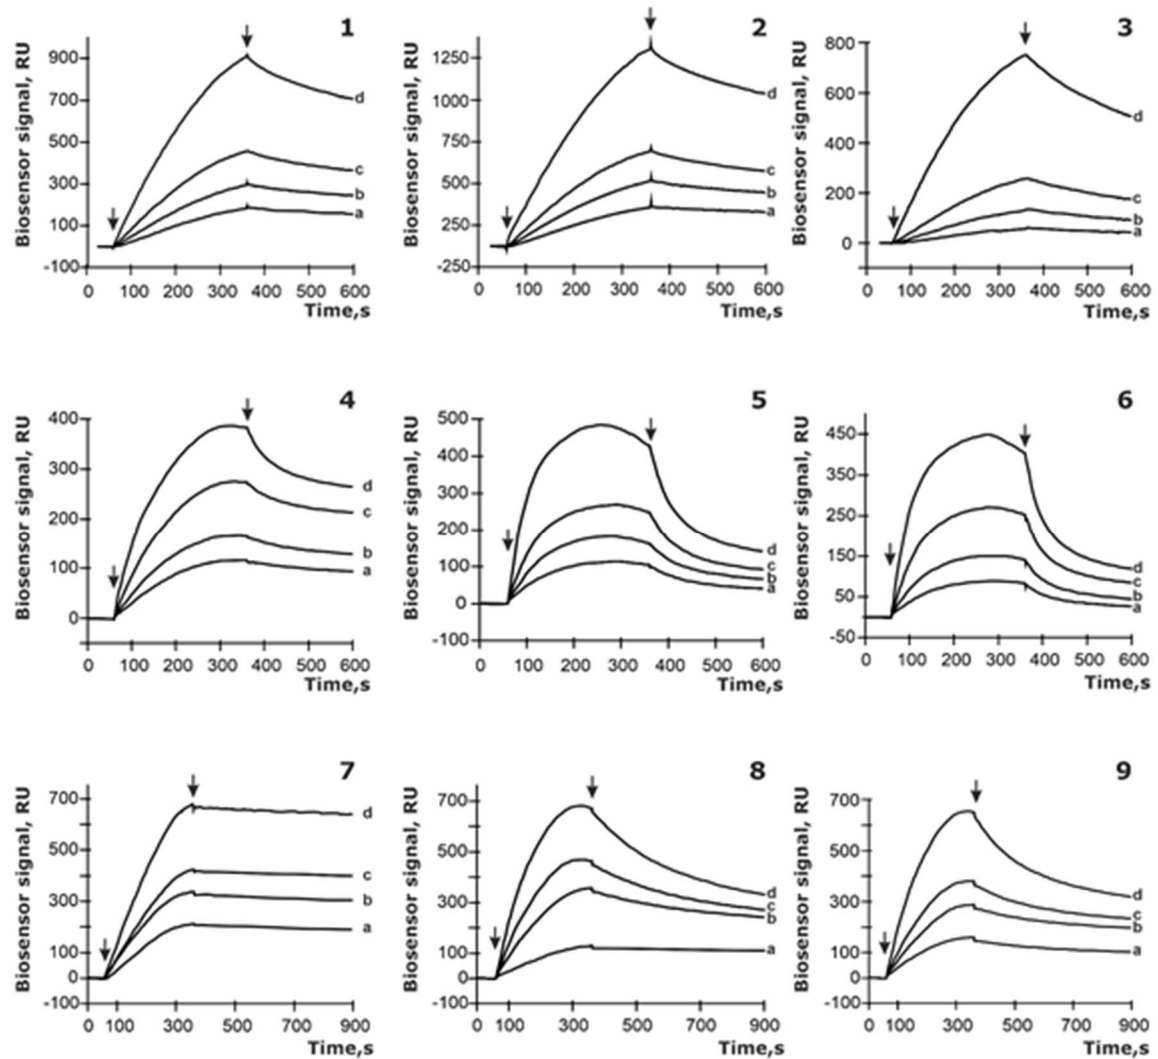 1
Biosensor signal, RU
900
700
500
300
100
-100
d
c
b
a
0 100 200 300 400 500 600
Time,s
2
Biosensor signal, RU
1250
1000
750
500
250
-250
d
c
b
a
0 100 200 300 400 500 600
Time,s
3
Biosensor signal, RU
800
600
400
200
0
d
c
b
a
0 100 200 300 400 500 600
Time,s
4
Biosensor signal, RU
400
300
200
100
0
d
c
b
a
0 100 200 300 400 500 600
Time,s
5
Biosensor signal, RU
500
400
300
200
100
0
-100
d
c
b
a
0 100 200 300 400 500 600
Time,s
6
Biosensor signal, RU
450
350
250
150
50
-50
d
c
b
a
0 100 200 300 400 500 600
Time,s
7
Biosensor signal, RU
700
500
300
100
0
-100
d
c
b
a
0 100 300 500 700 900
Time,s
8
Biosensor signal, RU
700
500
300
100
0
-100
d
c
b
a
0 100 300 500 700 900
Time,s
9
Biosensor signal, RU
700
500
300
100
0
-100
d
c
b
a
0 100 300 500 700 900
Time,s